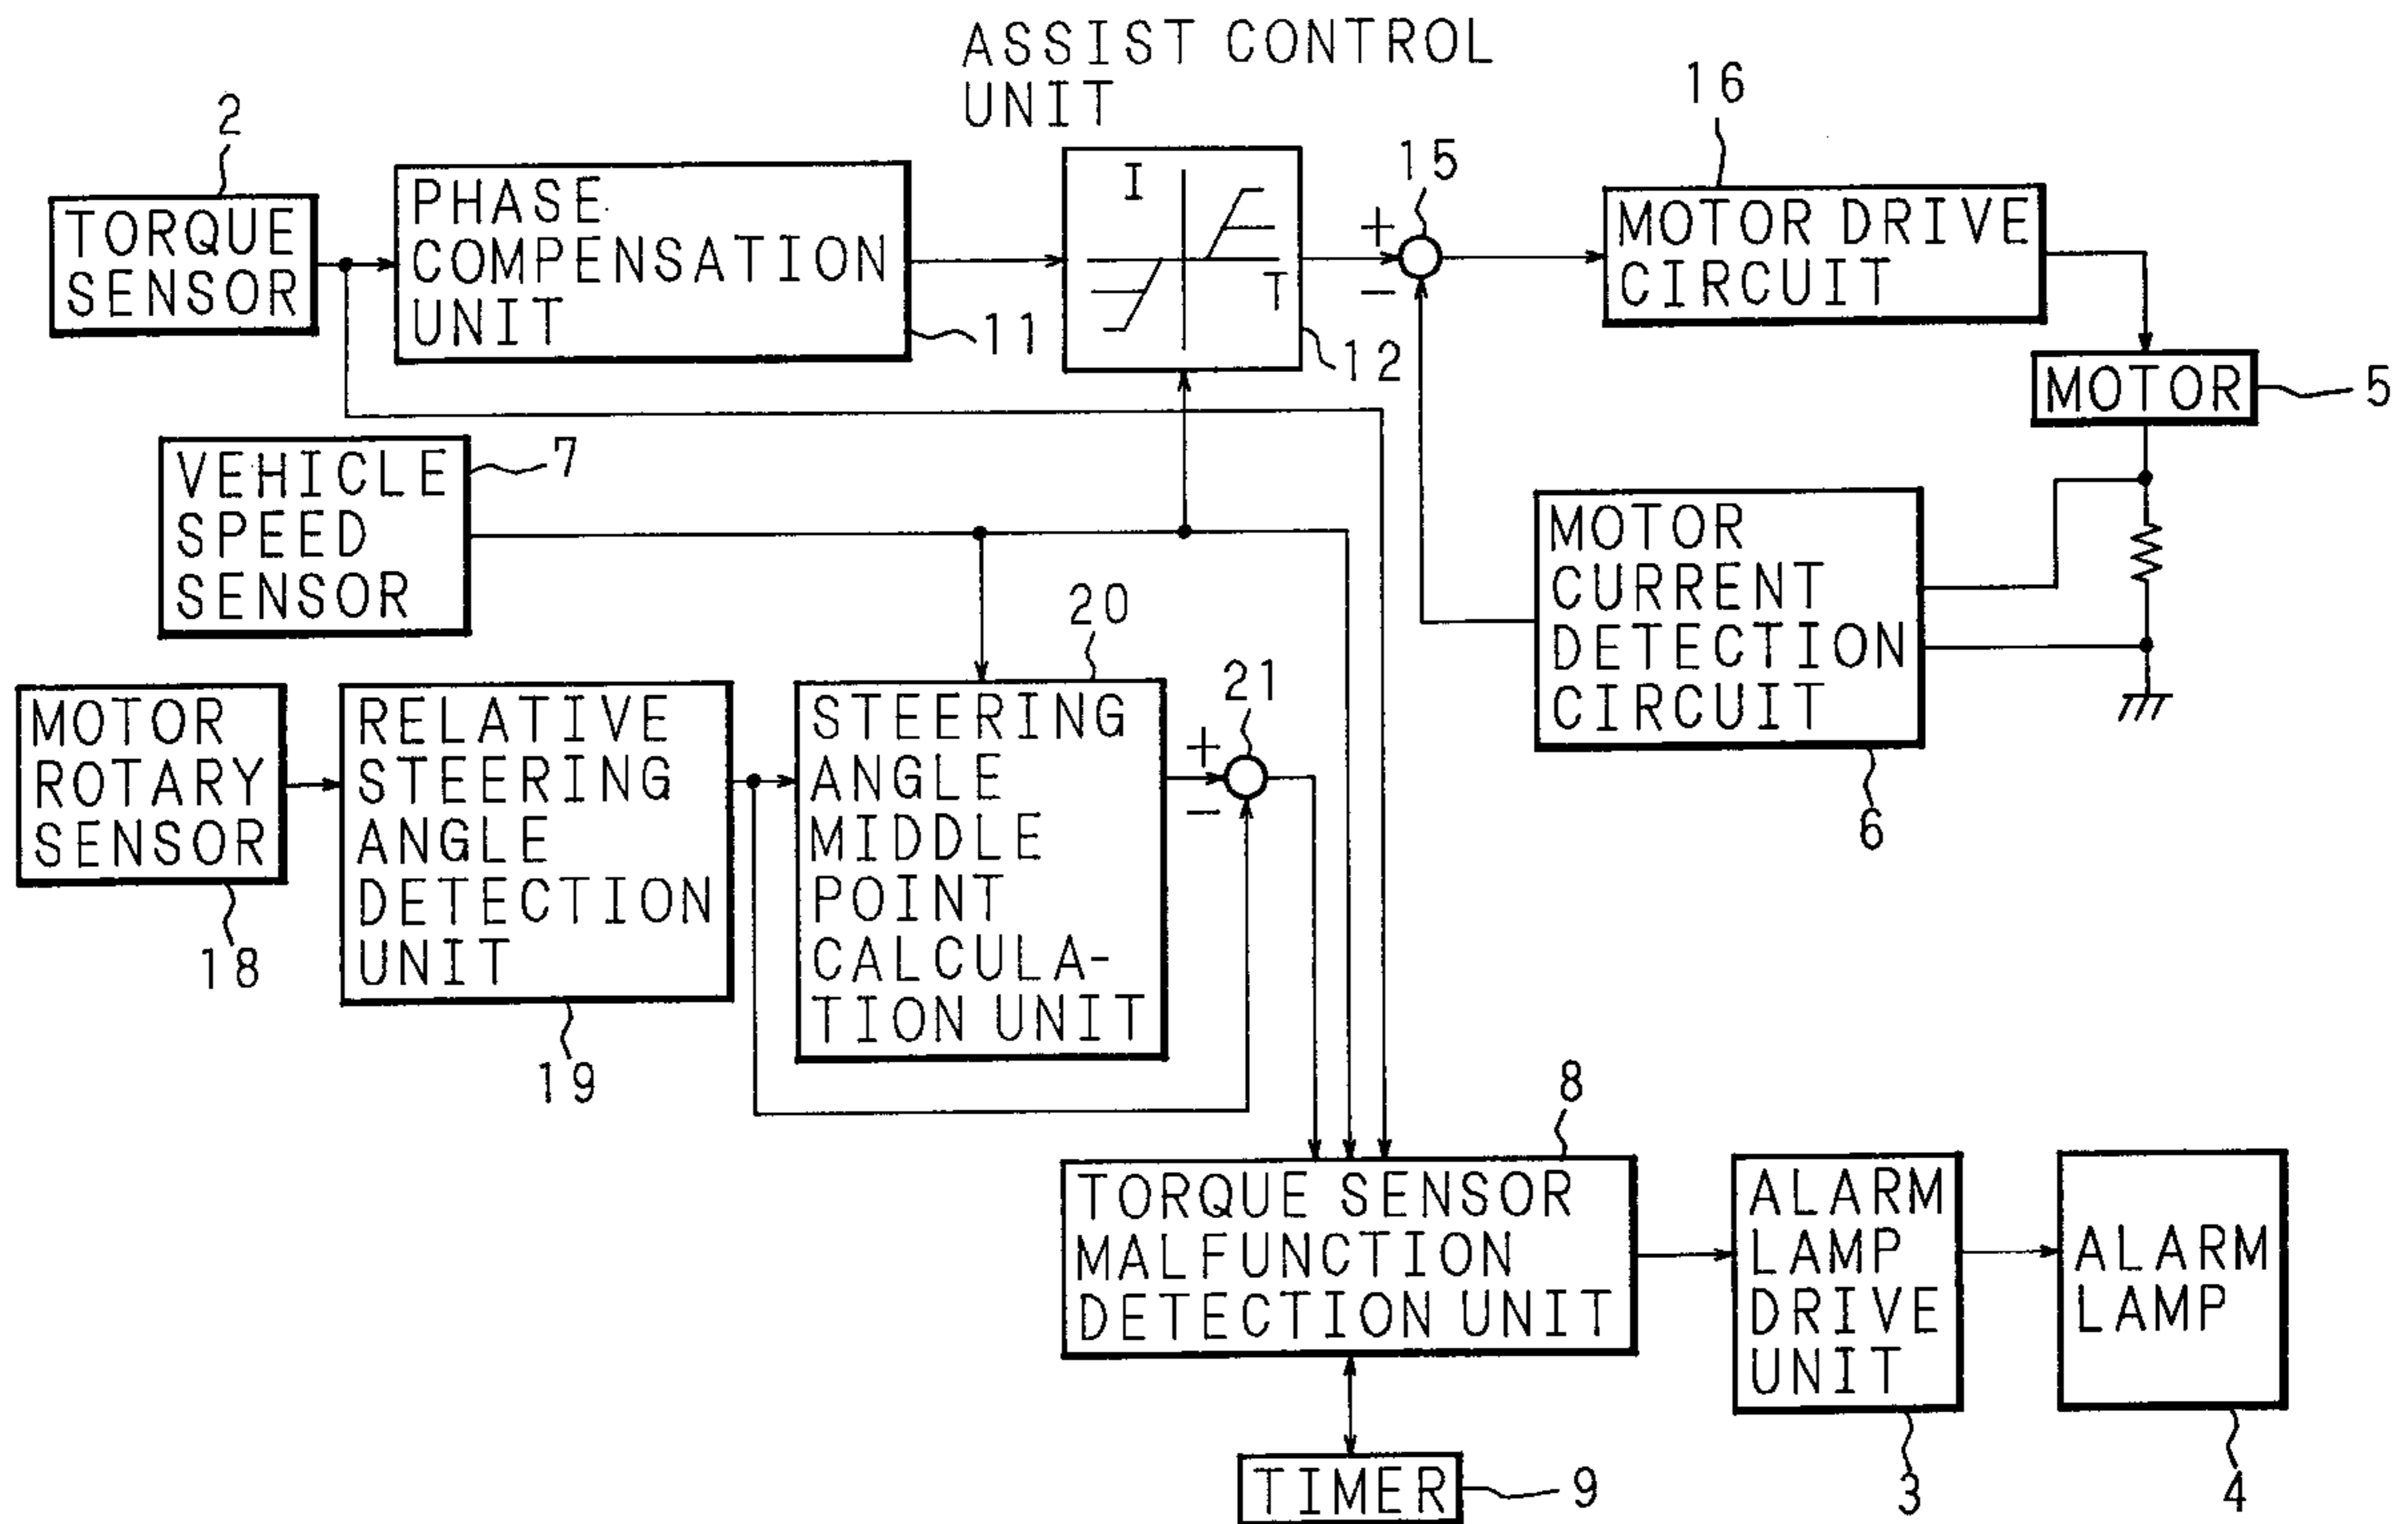 ASSIST CONTROL
UNIT
2
TORQUE
SENSOR
PHASE
COMPENSATION
UNIT
11
I
T
12
+
−
15
16
MOTOR DRIVE
CIRCUIT
MOTOR
5
VEHICLE
SPEED
SENSOR
7
MOTOR
CURRENT
DETECTION
CIRCUIT
6
MOTOR
ROTARY
SENSOR
18
RELATIVE
STEERING
ANGLE
DETECTION
UNIT
19
20
STEERING
ANGLE
MIDDLE
POINT
CALCULA-
TION UNIT
21
+
−
8
TORQUE SENSOR
MALFUNCTION
DETECTION UNIT
ALARM
LAMP
DRIVE
UNIT
3
ALARM
LAMP
4
TIMER
9